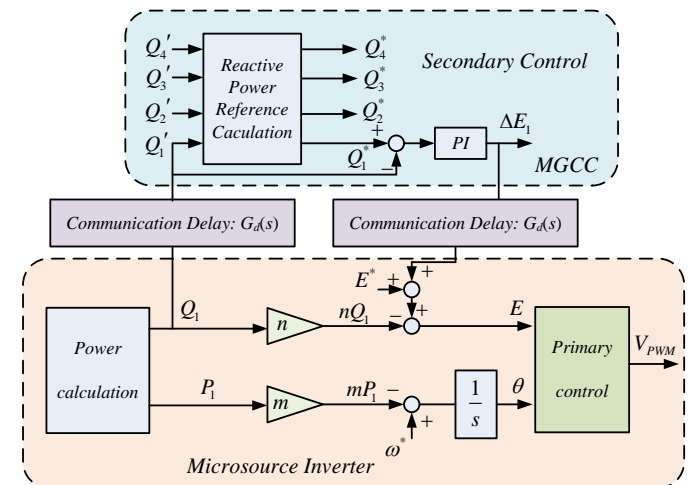 Q4′
Q4*
Q3′
Q3*
Q2′
Q2*
Q1′
Q1*
Reactive
Power
Reference
Caculation
Secondary Control
+
−
PI
ΔE1
MGCC
Communication Delay: Gd(s)
Communication Delay: Gd(s)
E*
+
+
Q1
n
nQ1
−
+
E
Power
calculation
P1
m
mP1
−
+
ω*
1
s
θ
Primary
control
VPWM
Microsource Inverter